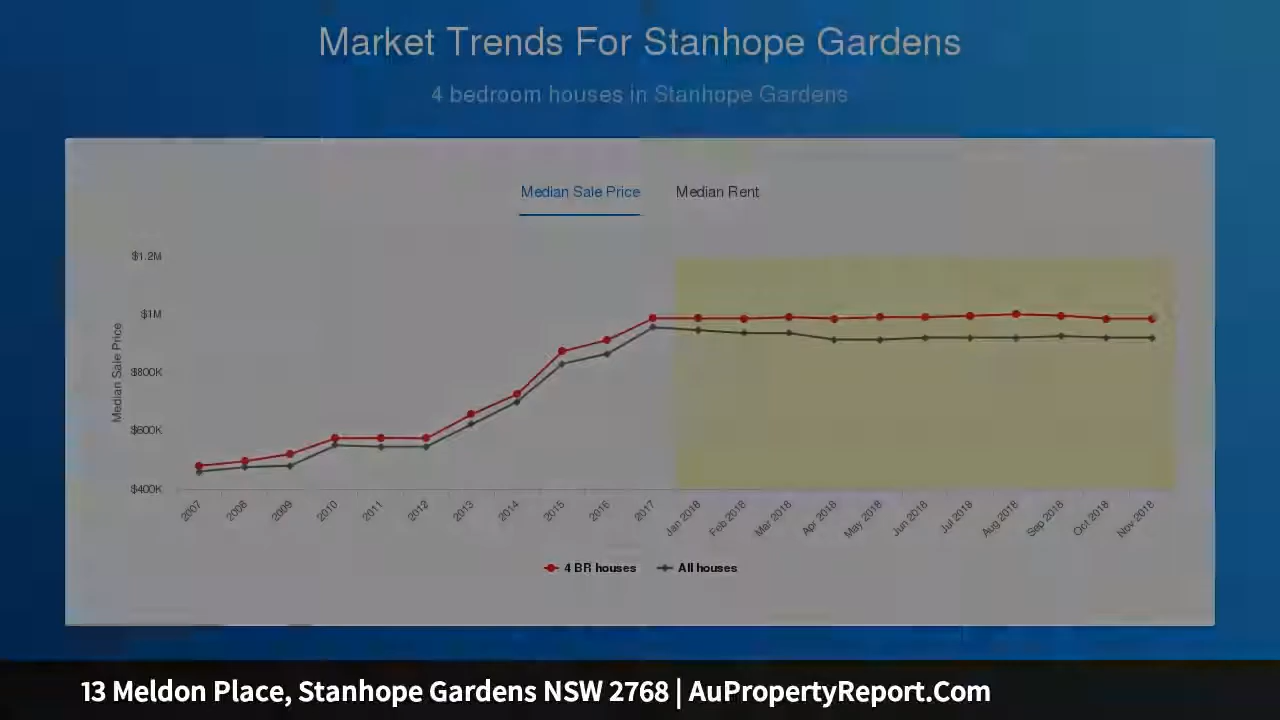 Market Trends For Stanhope Gardens
4 bedroom houses in Stanhope Gardens
Median Sale Price Median Rent
$1.2M
$1M
$800K
$600K
$400K
Median Sale Price
2007 2008 2009 2010 2011 2012 2013 2014 2015 2016 2017 Jan 2018 Feb 2018 Mar 2018 Apr 2018 May 2018 Jun 2018 Jul 2018 Aug 2018 Sep 2018 Oct 2018 Nov 2018
4 BR houses All houses
13 Meldon Place, Stanhope Gardens NSW 2768 | AuPropertyReport.Com